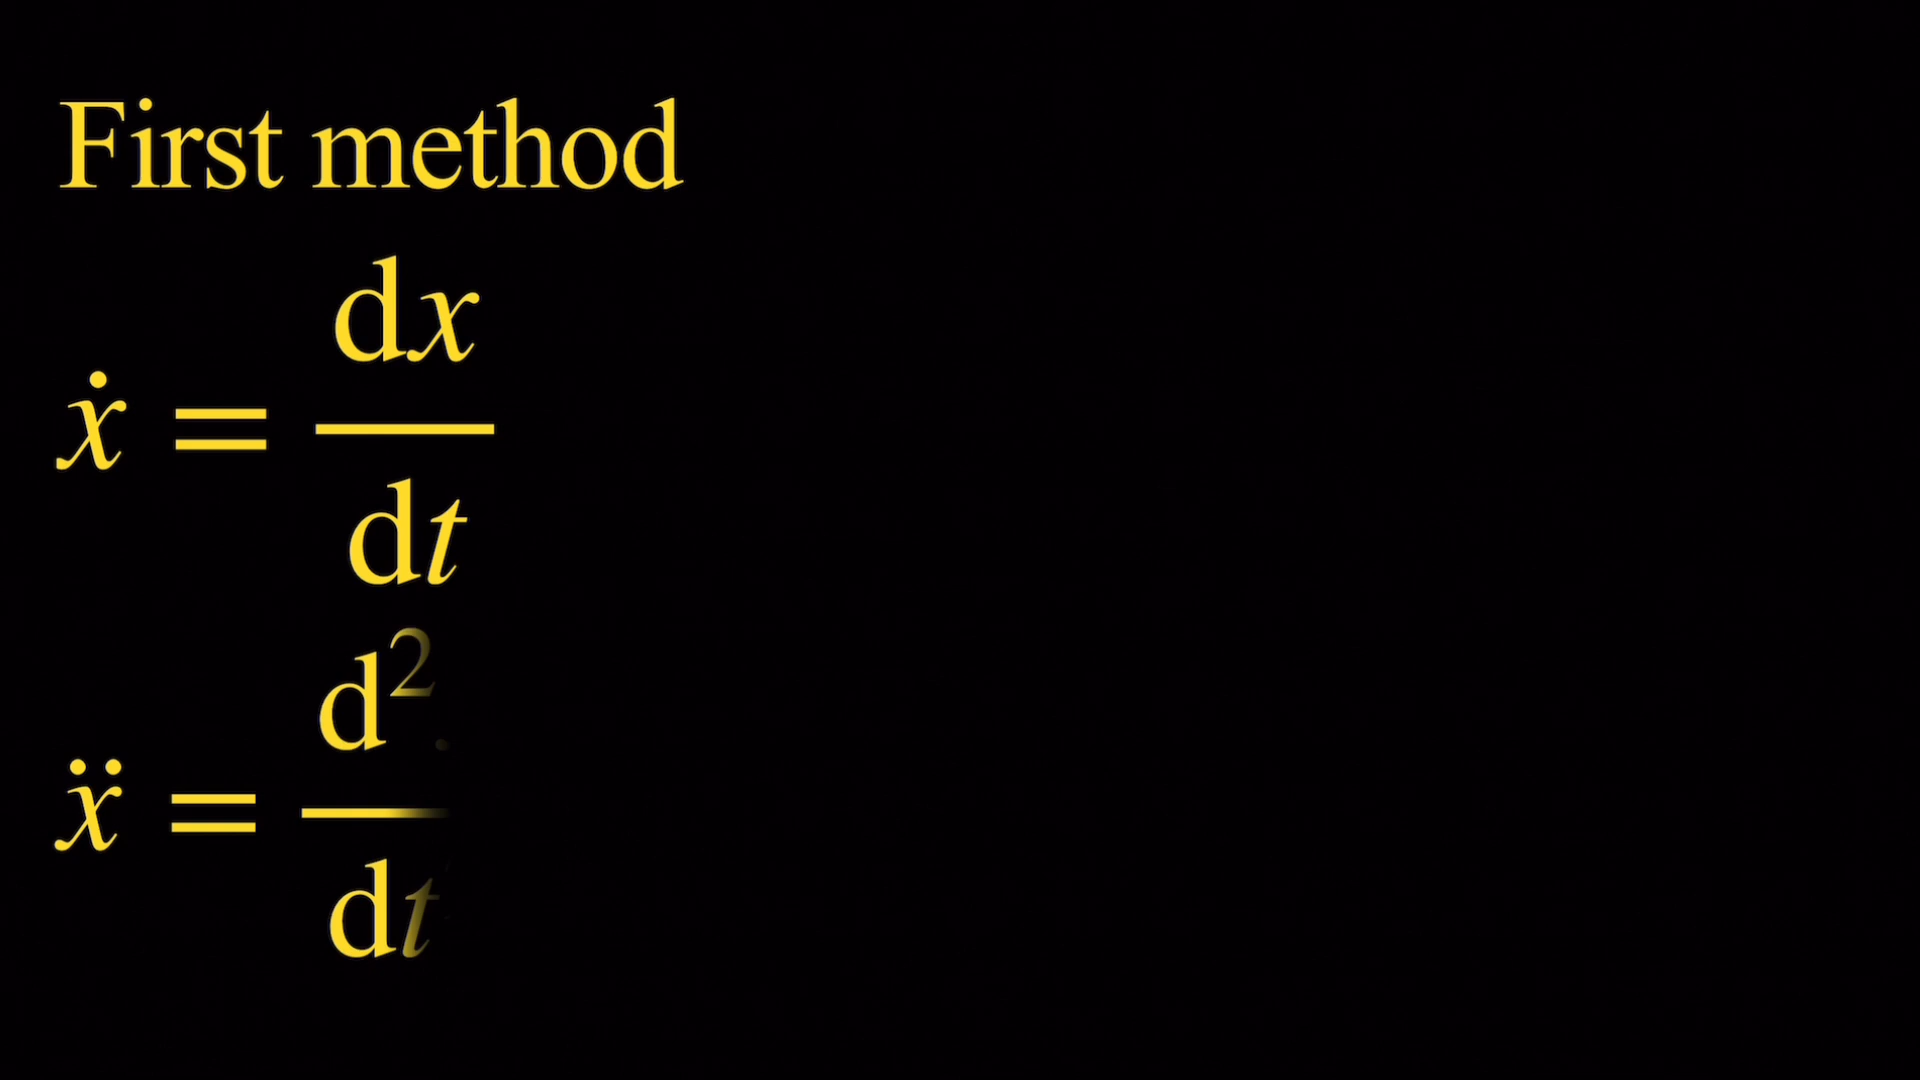 First method
ẋ = dx/dt
ẍ = d²/dt